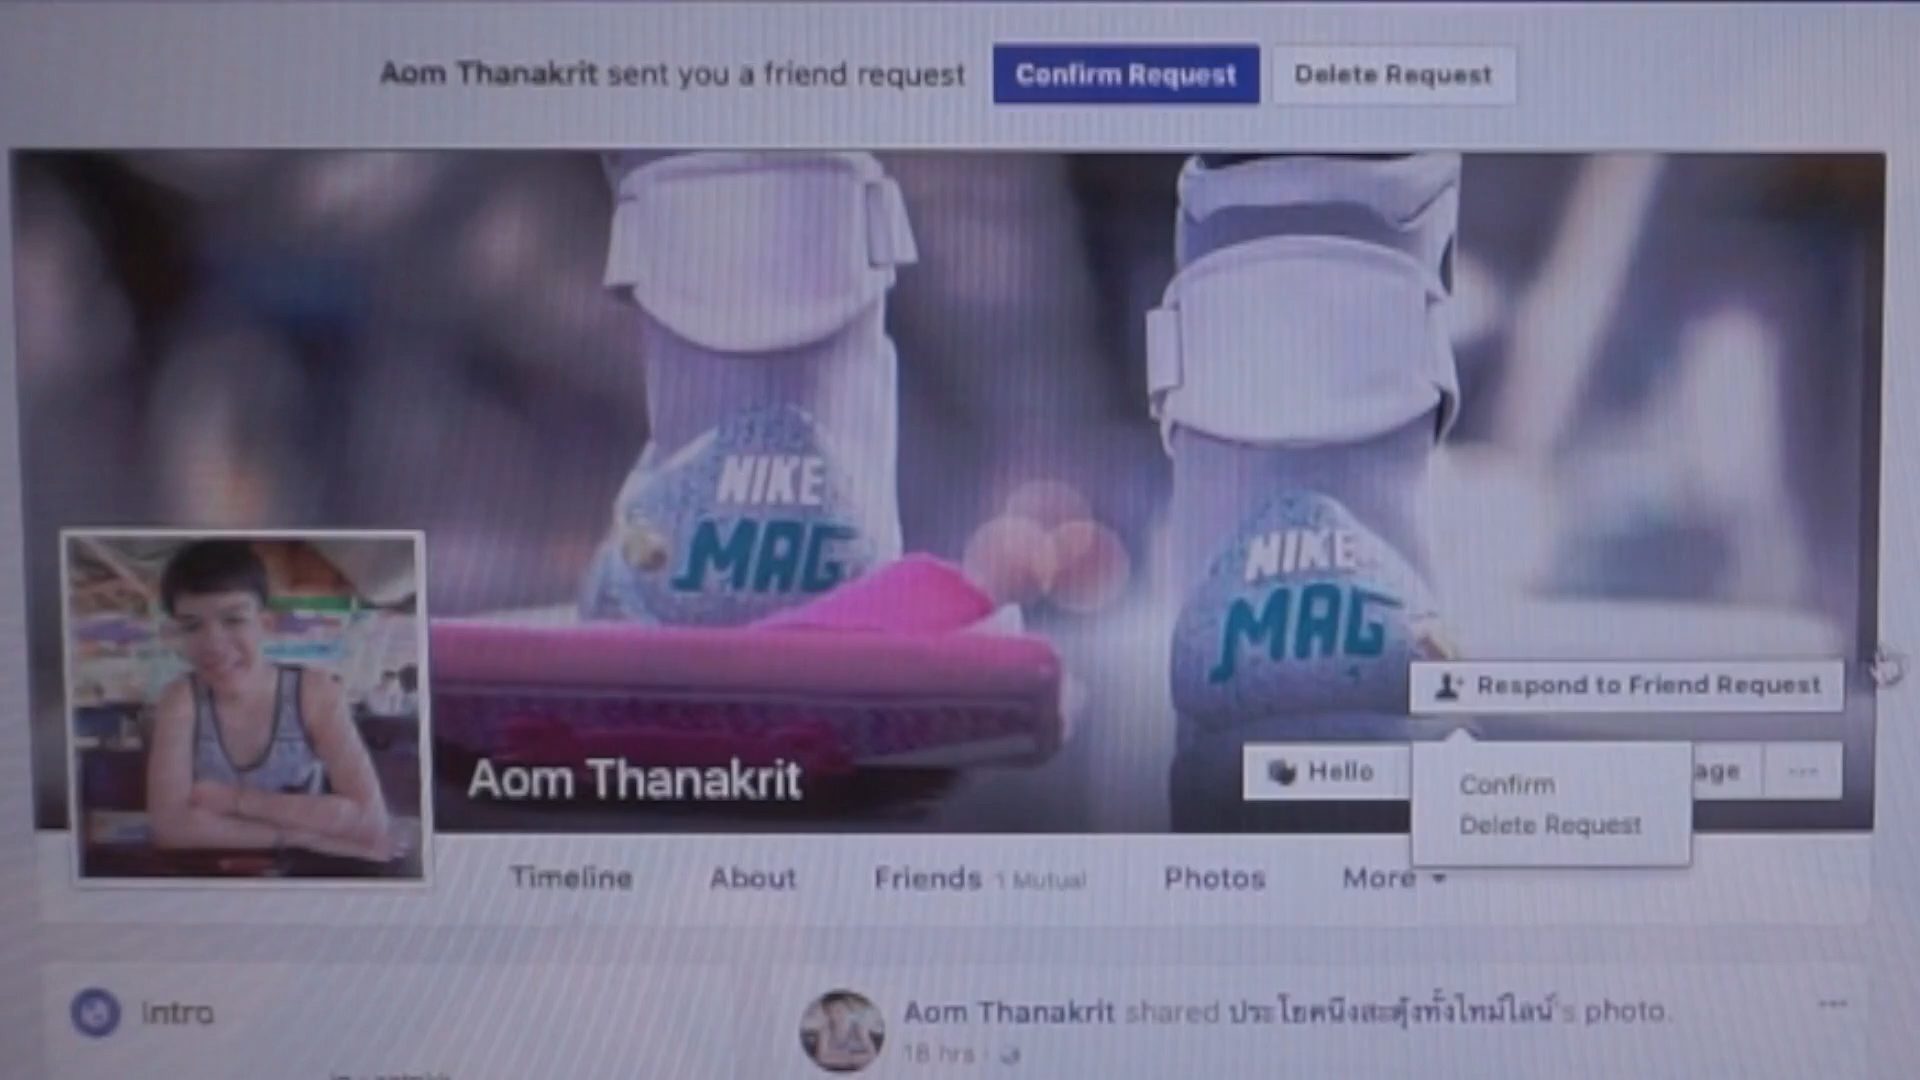 Aom Thanakrit sent you a friend request
Confirm Request
Delete Request
NIKE
MAG
NIKE
MAG
Respond to Friend Request
Aom Thanakrit
Hello
age
Confirm
Delete Request
Timeline
About
Friends 1 Mutual
Photos
More
Intro
Aom Thanakrit shared ประโยคนึงสะดุ้งทั้งไทม์ไลน์'s photo.
18 hrs